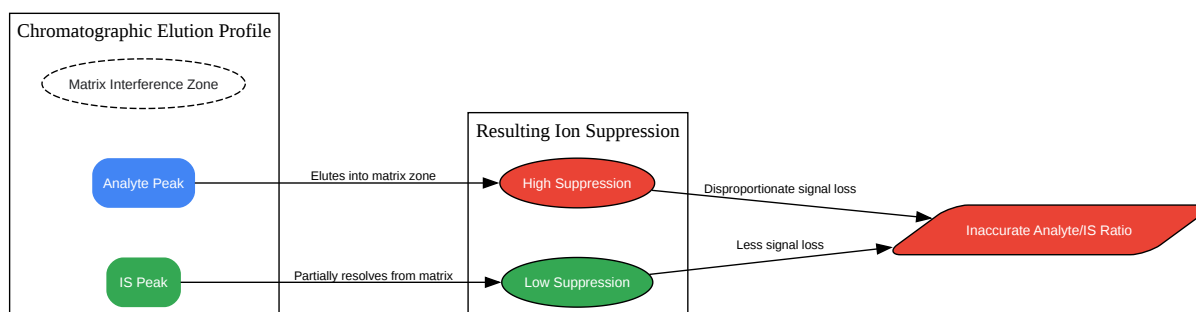 Chromatographic Elution Profile
Matrix Interference Zone
Resulting Ion Suppression
Analyte Peak
Elutes into matrix zone
High Suppression
Disproportionate signal loss
Inaccurate Analyte/IS Ratio
Less signal loss
IS Peak
Partially resolves from matrix
Low Suppression